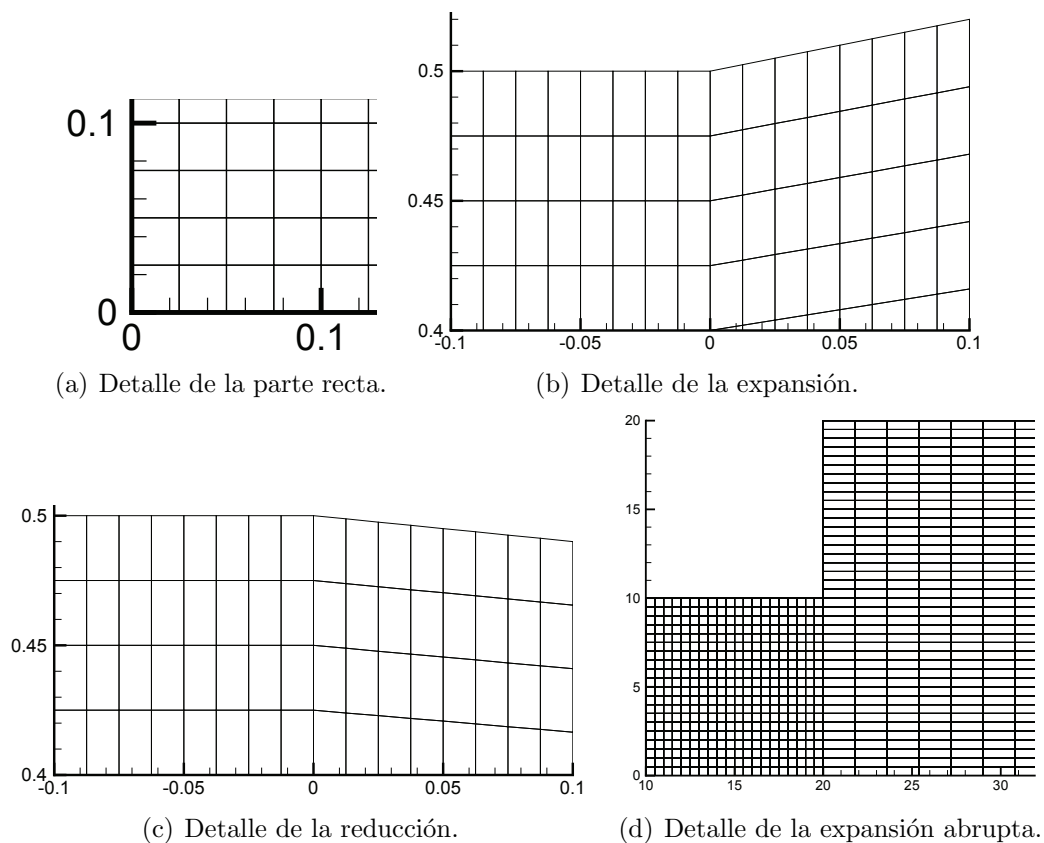 0.1
0
0 0.1
(a) Detalle de la parte recta.
0.5
0.45
0.4
-0.1 -0.05 0 0.05 0.1
(b) Detalle de la expansión.
0.5
0.45
0.4
-0.1 -0.05 0 0.05 0.1
(c) Detalle de la reducción.
20
15
10
5
0
10 15 20 25 30
(d) Detalle de la expansión abrupta.